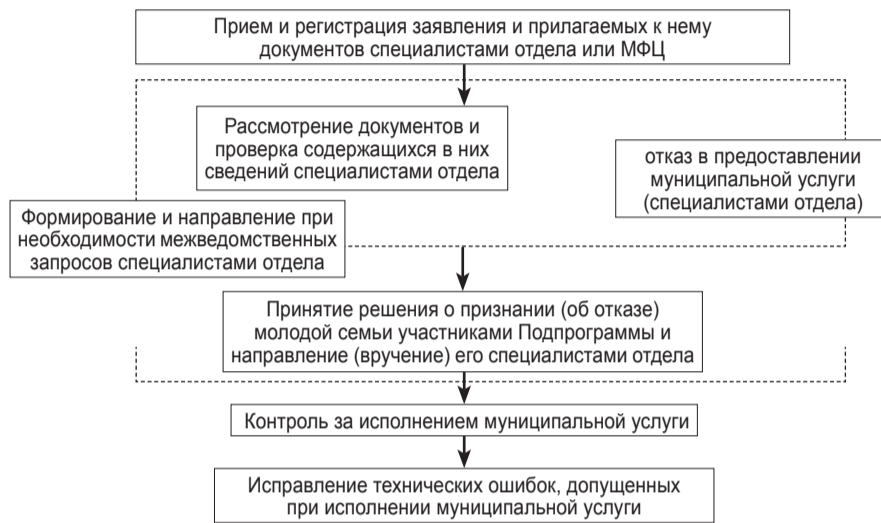 Прием и регистрация заявления и прилагаемых к нему
документов специалистами отдела или МФЦ
Рассмотрение документов и
проверка содержащихся в них
сведений специалистами отдела
отказ в предоставлении
муниципальной услуги
(специалистами отдела)
Формирование и направление при
необходимости межведомственных
запросов специалистами отдела
Принятие решения о признании (об отказе)
молодой семьи участниками Подпрограммы и
направление (вручение) его специалистами отдела
Контроль за исполнением муниципальной услуги
Исправление технических ошибок, допущенных
при исполнении муниципальной услуги